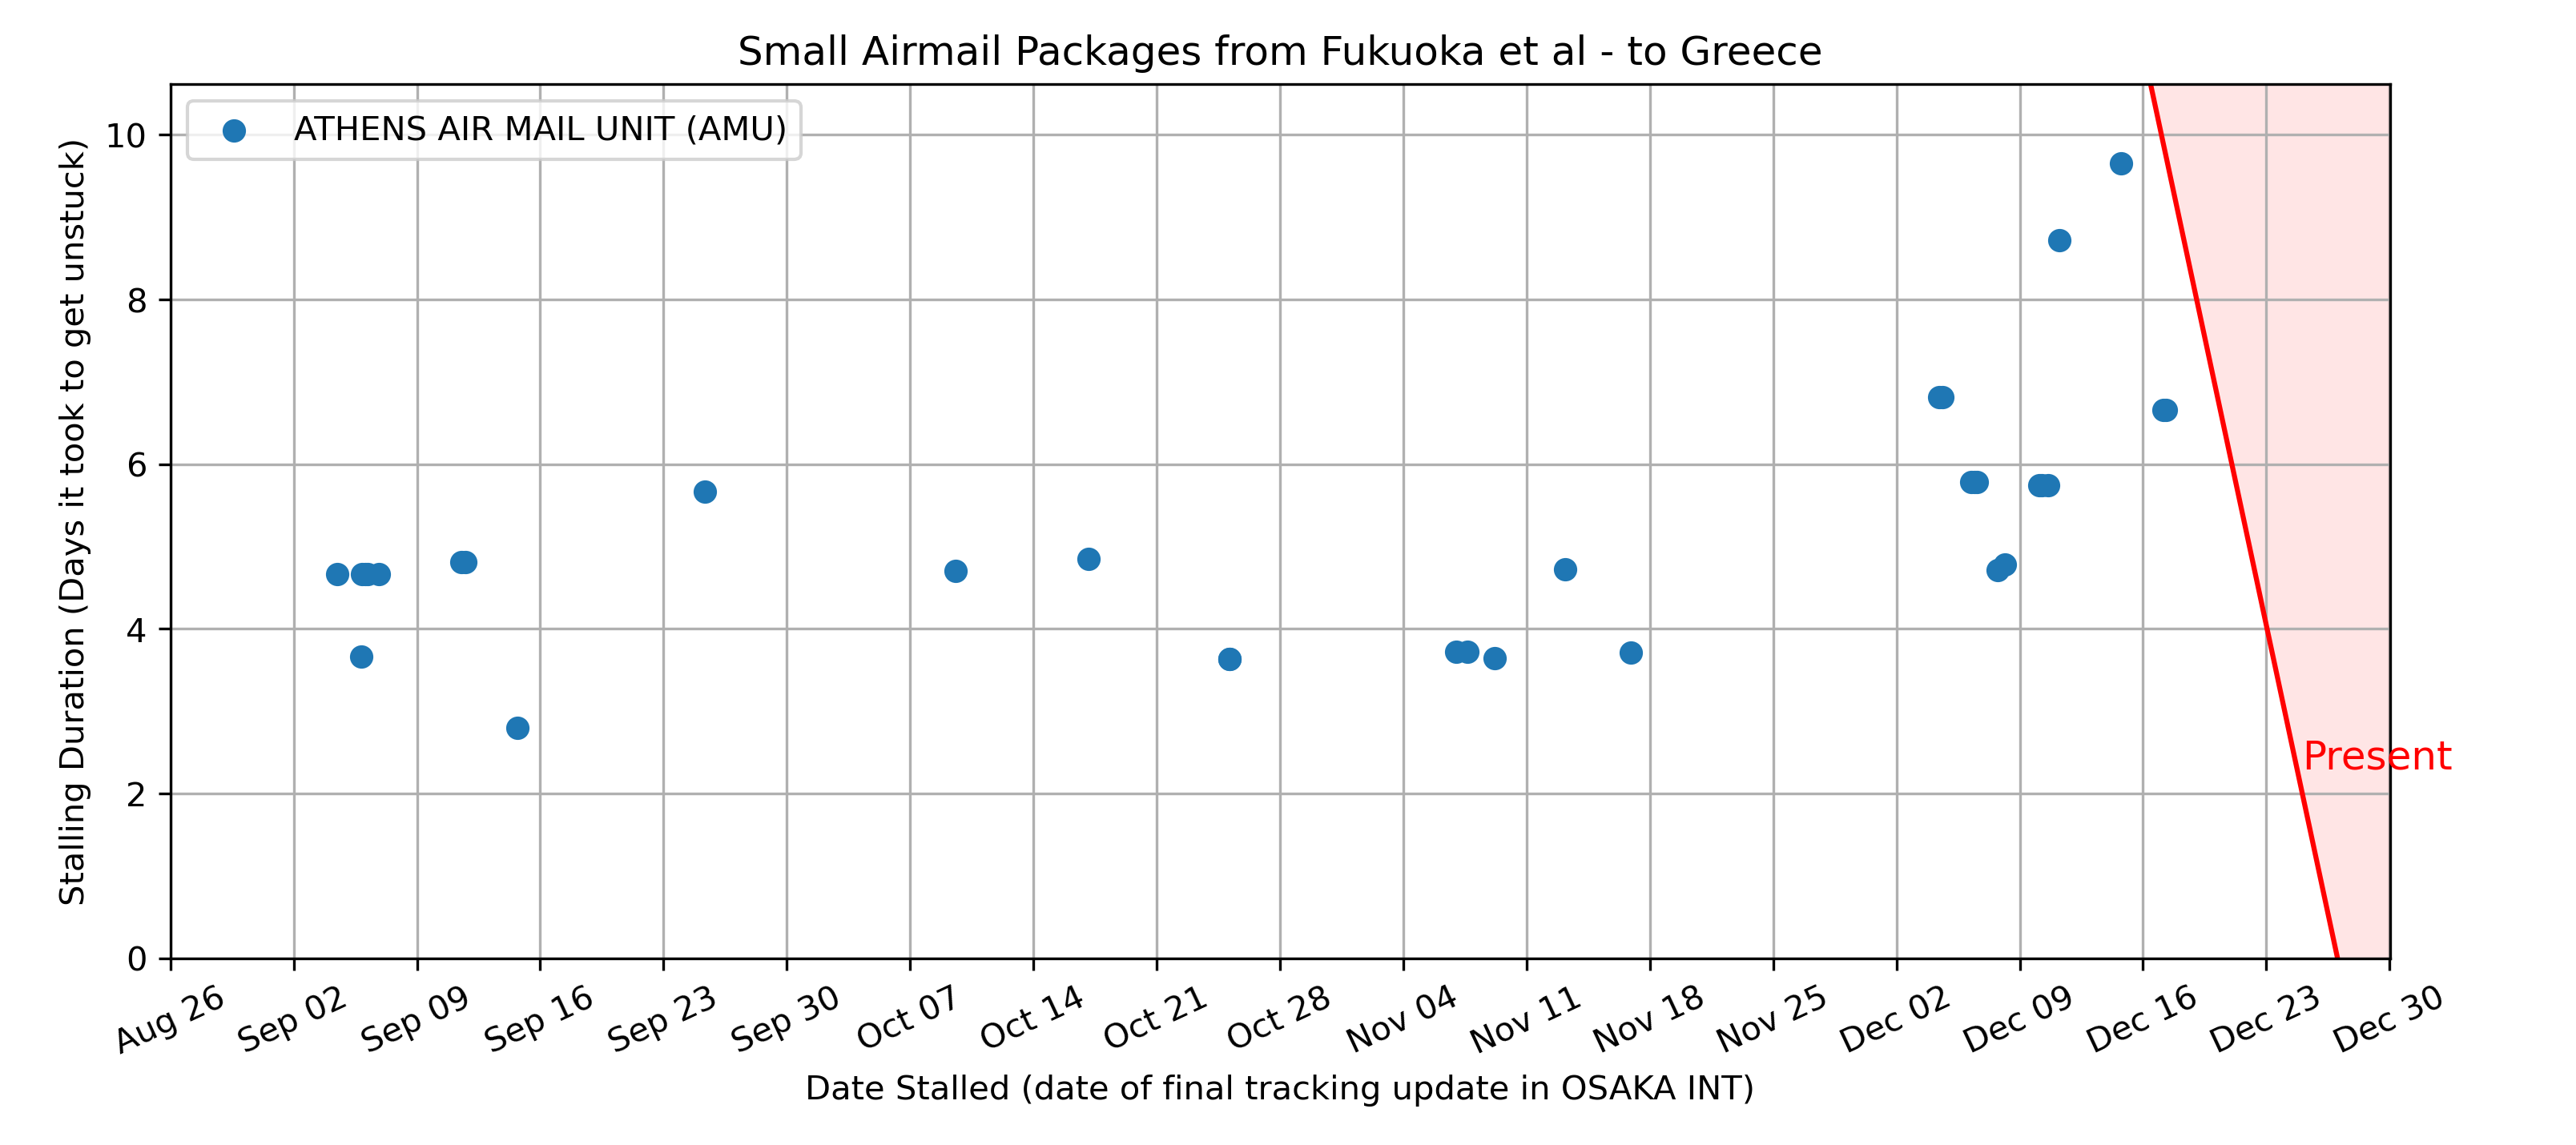 Small Airmail Packages from Fukuoka et al - to Greece
ATHENS AIR MAIL UNIT (AMU)
Stalling Duration (Days it took to get unstuck)
10
8
6
4
2
0
Present
Aug 26
Sep 02
Sep 09
Sep 16
Sep 23
Sep 30
Oct 07
Oct 14
Oct 21
Oct 28
Nov 04
Nov 11
Nov 18
Nov 25
Dec 02
Dec 09
Dec 16
Dec 23
Dec 30
Date Stalled (date of final tracking update in OSAKA INT)